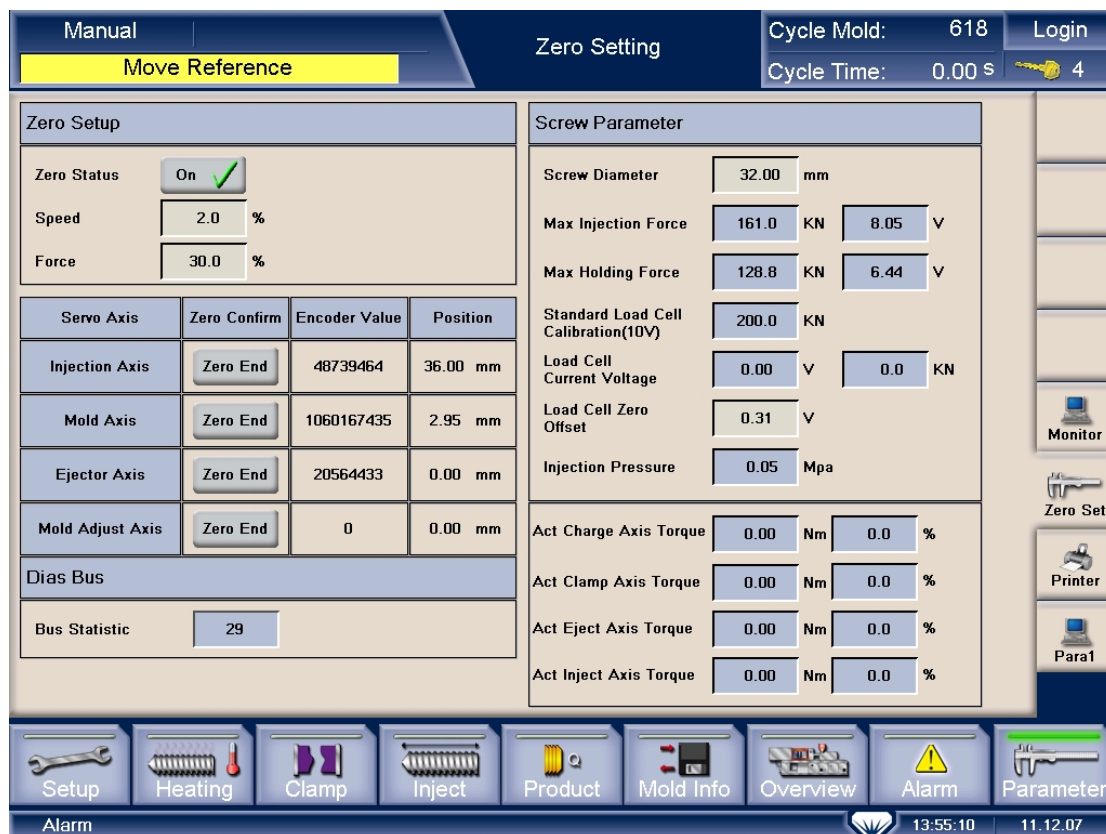 Manual
Move Reference
Zero Setting
Cycle Mold: 618
Cycle Time: 0.00 S
Login
4
Zero Setup
Zero Status On
Speed 2.0 %
Force 30.0 %
Servo Axis Zero Confirm Encoder Value Position
Injection Axis Zero End 48739464 36.00 mm
Mold Axis Zero End 1060167435 2.95 mm
Ejector Axis Zero End 20564433 0.00 mm
Mold Adjust Axis Zero End 0 0.00 mm
Dias Bus
Bus Statistic 29
Screw Parameter
Screw Diameter 32.00 mm
Max Injection Force 161.0 KN 8.05 V
Max Holding Force 128.8 KN 6.44 V
Standard Load Cell
Calibration(10V) 200.0 KN
Load Cell
Current Voltage 0.00 V 0.0 KN
Load Cell Zero
Offset 0.31 V
Injection Pressure 0.05 Mpa
Act Charge Axis Torque 0.00 Nm 0.0 %
Act Clamp Axis Torque 0.00 Nm 0.0 %
Act Eject Axis Torque 0.00 Nm 0.0 %
Act Inject Axis Torque 0.00 Nm 0.0 %
Monitor
Zero Set
Printer
Para1
Setup Heating Clamp Inject Product Mold Info Overview Alarm Parameter
Alarm 13:55:10 11.12.07